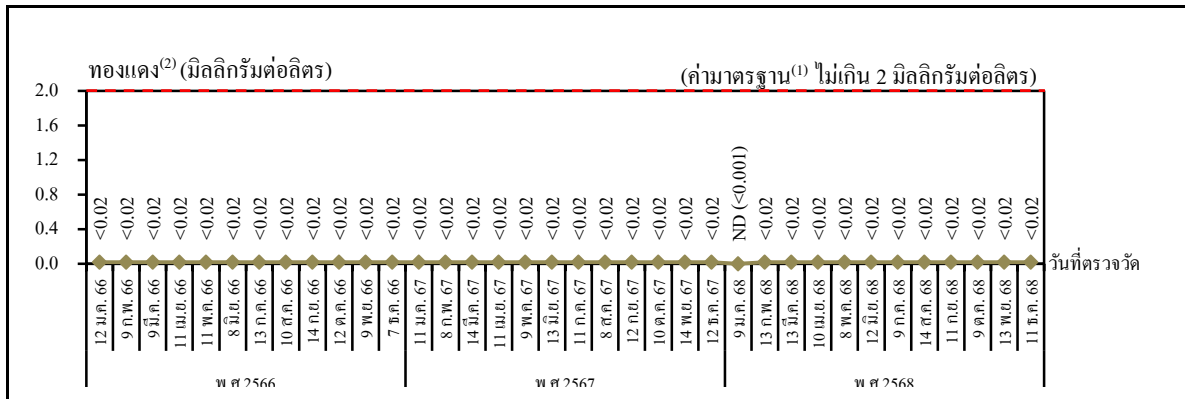 ทองแดง(2) (มิลลิกรัมต่อลิตร) (ค่ามาตรฐาน(1) ไม่เกิน 2 มิลลิกรัมต่อลิตร)
2.0
1.6
1.2
0.8
0.4
0.0
<0.02 <0.02 <0.02 <0.02 <0.02 <0.02 <0.02 <0.02 <0.02 <0.02 <0.02 <0.02 <0.02 <0.02 <0.02 <0.02 <0.02 <0.02 <0.02 <0.02 <0.02 <0.02 <0.02 <0.02 ND (<0.001) <0.02 <0.02 <0.02 <0.02 <0.02 <0.02 <0.02 <0.02 <0.02 <0.02 <0.02
วันที่ตรวจวัด
12 ม.ค. 66
9 ก.พ. 66
9 มี.ค. 66
11 เม.ย. 66
11 พ.ค. 66
8 มิ.ย. 66
13 ก.ค. 66
10 ส.ค. 66
14 ก.ย. 66
12 ต.ค. 66
9 พ.ย. 66
7 ธ.ค. 66
11 ม.ค. 67
8 ก.พ. 67
14 มี.ค. 67
11 เม.ย. 67
9 พ.ค. 67
13 มิ.ย. 67
11 ก.ค. 67
8 ส.ค. 67
12 ก.ย. 67
10 ต.ค. 67
14 พ.ย. 67
12 ธ.ค. 67
9 ม.ค. 68
13 ก.พ. 68
13 มี.ค. 68
10 เม.ย. 68
8 พ.ค. 68
12 มิ.ย. 68
9 ก.ค. 68
14 ส.ค. 68
11 ก.ย. 68
9 ต.ค. 68
13 พ.ย. 68
11 ธ.ค. 68
พ.ศ.2566 พ.ศ.2567 พ.ศ.2568